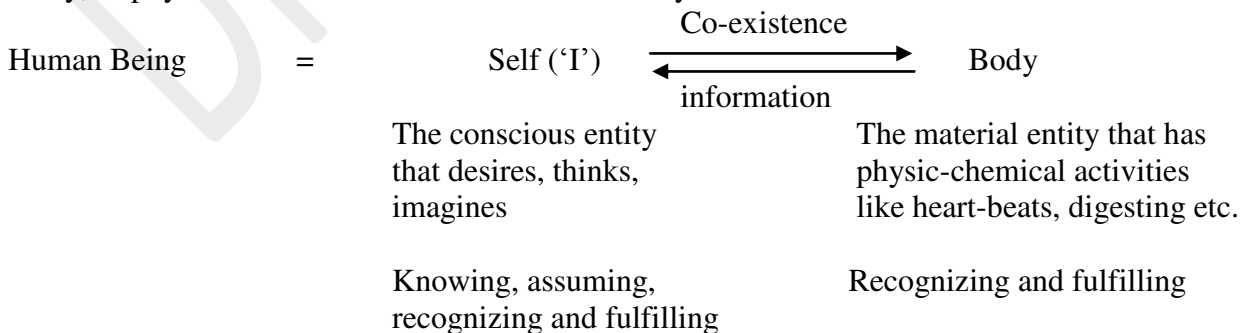 Co-existence
Human Being = Self (‘I’) Body
information
The conscious entity The material entity that has
that desires, thinks, physic-chemical activities
imagines like heart-beats, digesting etc.
Knowing, assuming, Recognizing and fulfilling
recognizing and fulfilling